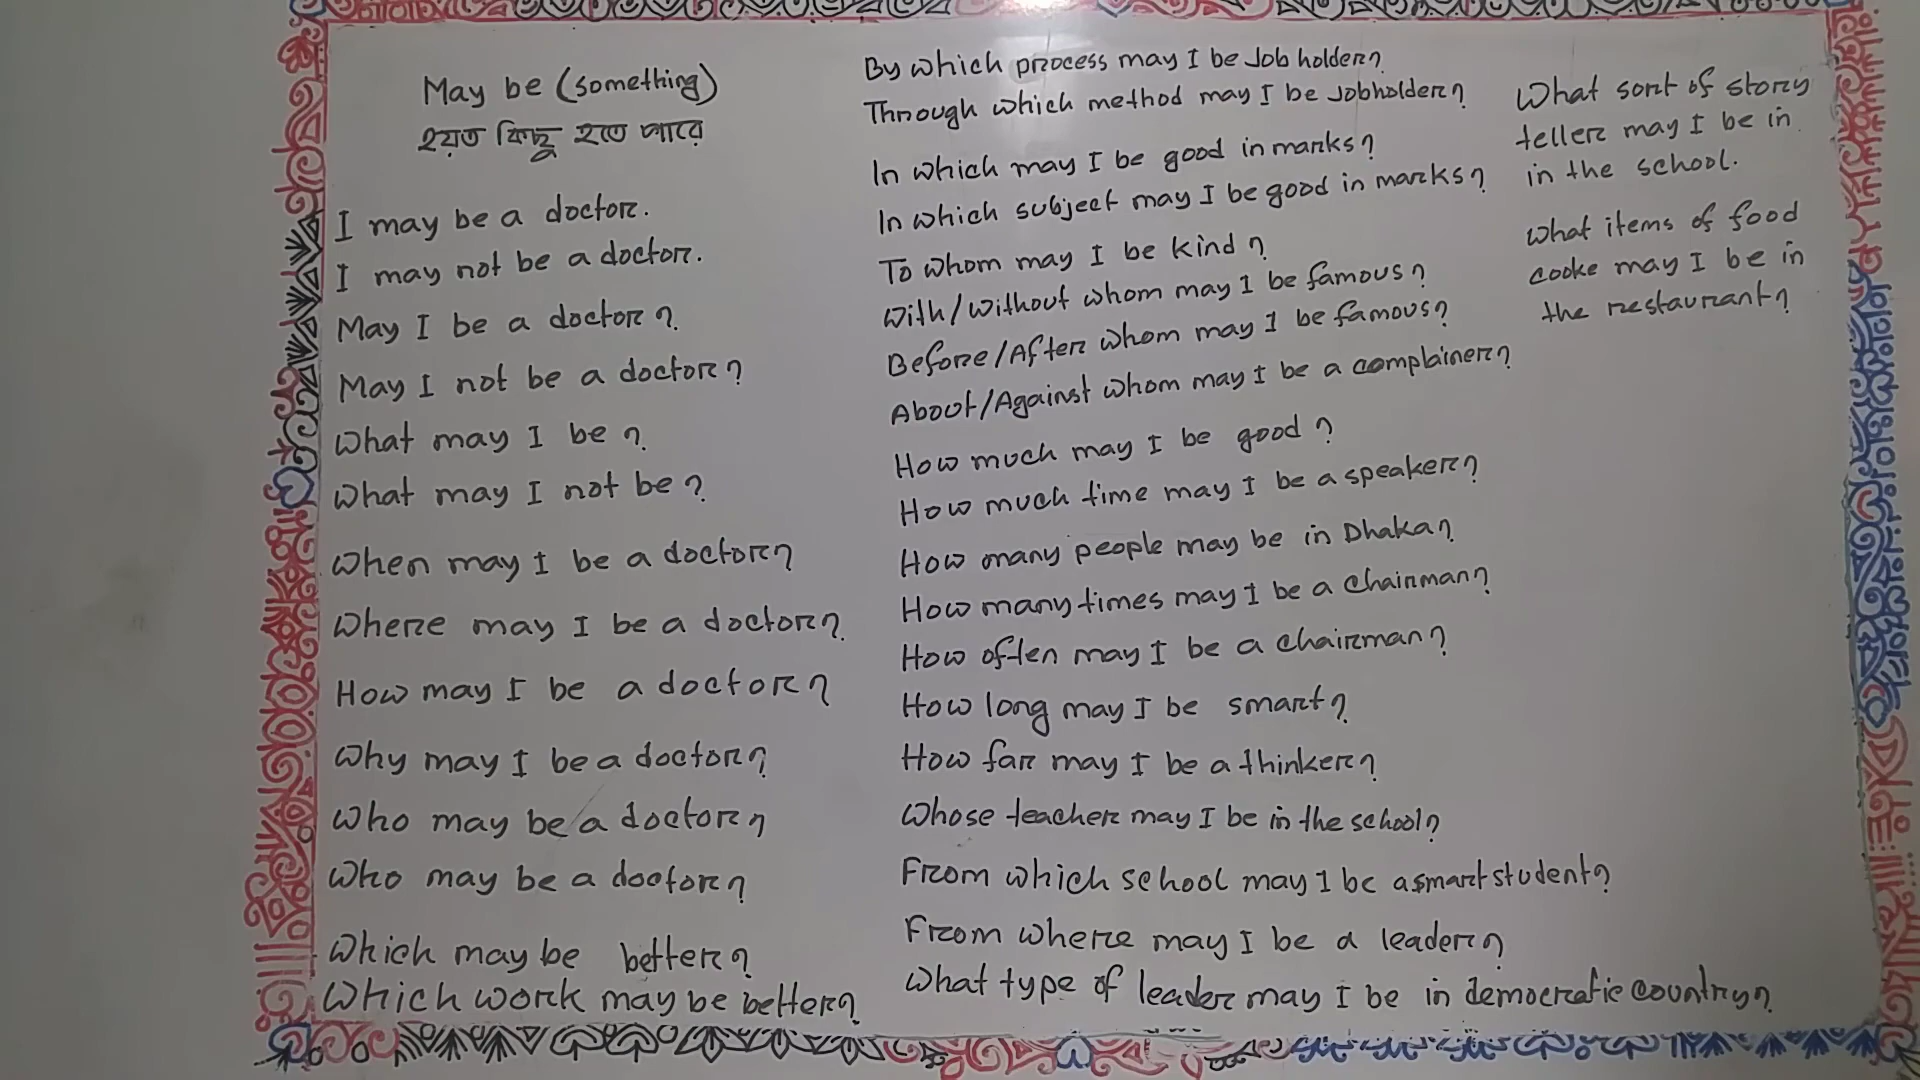 May be (something)
হয়ত কিছু হতে পারে
I may be a doctor.
I may not be a doctor.
May I be a doctor?
May I not be a doctor?
What may I be?
What may I not be?
When may I be a doctor?
Where may I be a doctor?
How may I be a doctor?
Why may I be a doctor?
Who may be a doctor?
Who may be a doctor?
Which may be better?
Which work may be better?
By which process may I be Job holder?
Through which method may I be Jobholder?
In which may I be good in marks?
In which subject may I be good in marks?
To whom may I be kind?
With/without whom may I be famous?
Before/After whom may I be famous?
About/Against whom may I be a complainer?
How much may I be good?
How much time may I be a speaker?
How many people may be in Dhaka?
How many times may I be a Chairman?
How often may I be a chairman?
How long may I be smart?
How far may I be a thinker?
Whose teacher may I be in the school?
From which school may I be a smart student?
From where may I be a leader?
What type of leader may I be in democratic country?
What sort of story
teller may I be in
in the school.
What items of food
cooke may I be in
the restaurant?